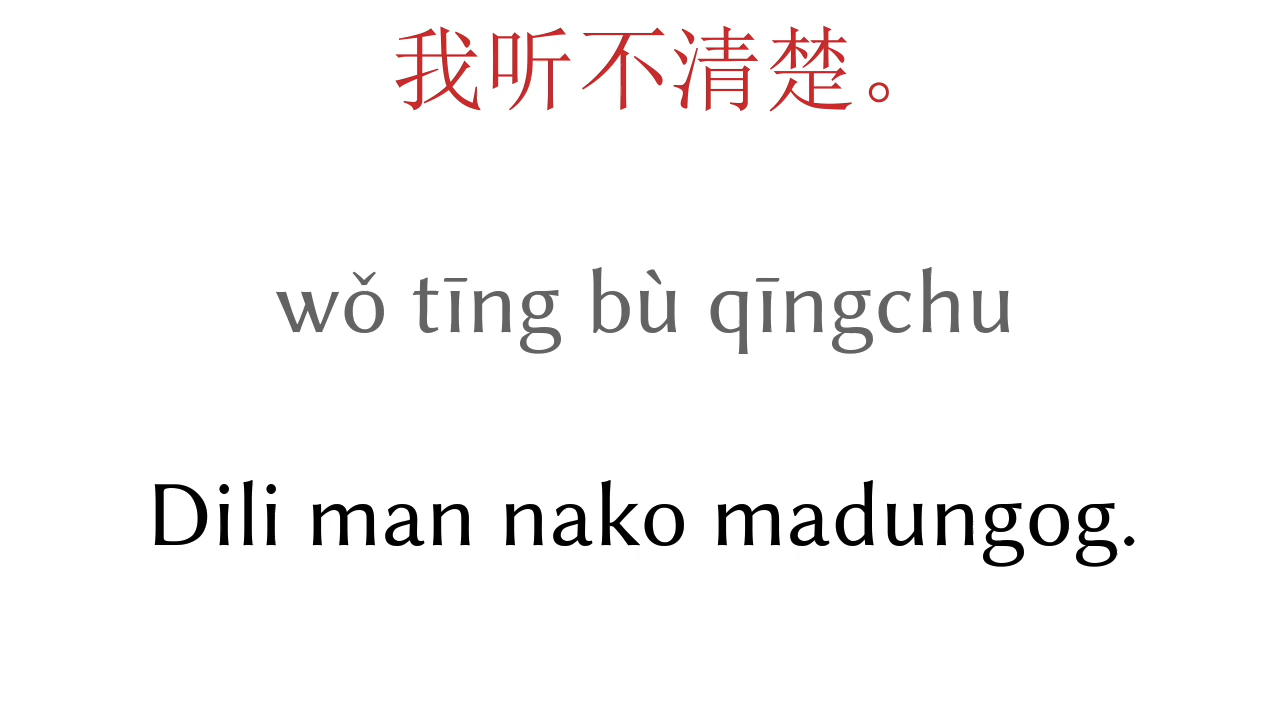 我听不清楚。
wǒ tīng bù qīngchu
Dili man nako madungog.